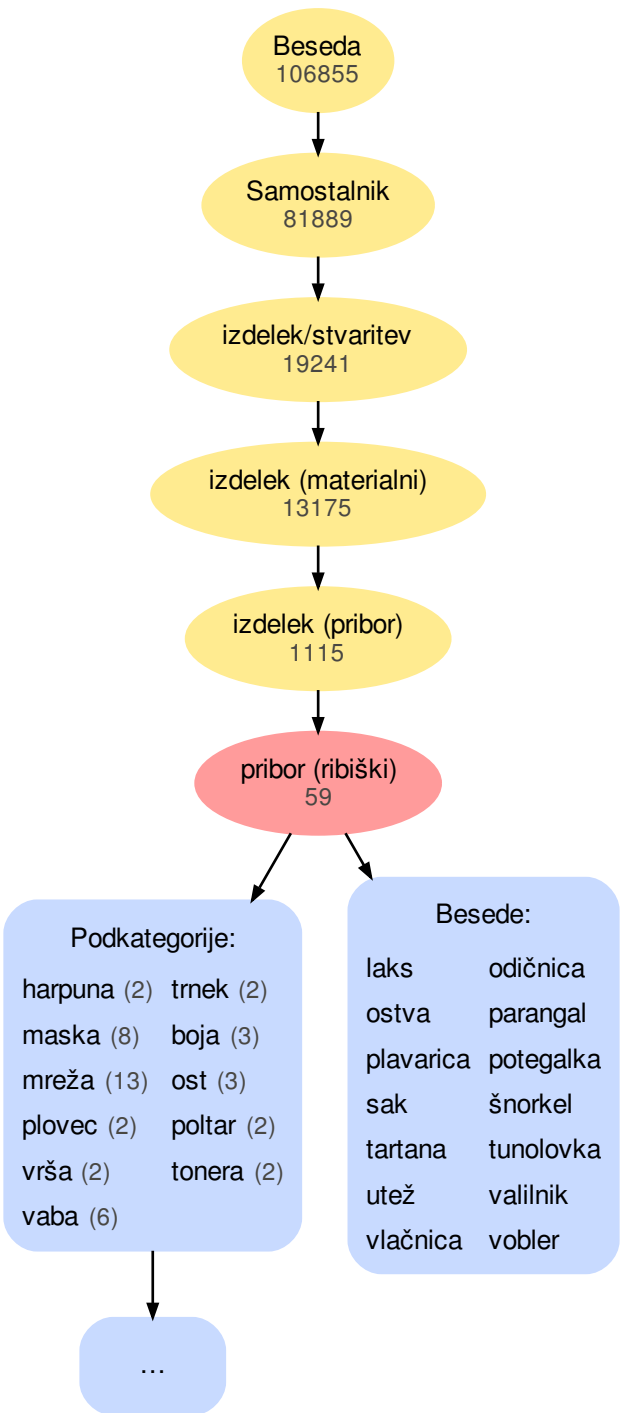 Beseda
106855
Samostalnik
81889
izdelek/stvaritev
19241
izdelek (materialni)
13175
izdelek (pribor)
1115
pribor (ribiški)
59
Podkategorije:
harpuna (2) trnek (2)
maska (8) boja (3)
mreža (13) ost (3)
plovec (2) poltar (2)
vrša (2) tonera (2)
vaba (6)
Besede:
laks odičnica
ostva parangal
plavarica potegalka
sak šnorkel
tartana tunolovka
utež valilnik
vlačnica vobler
...